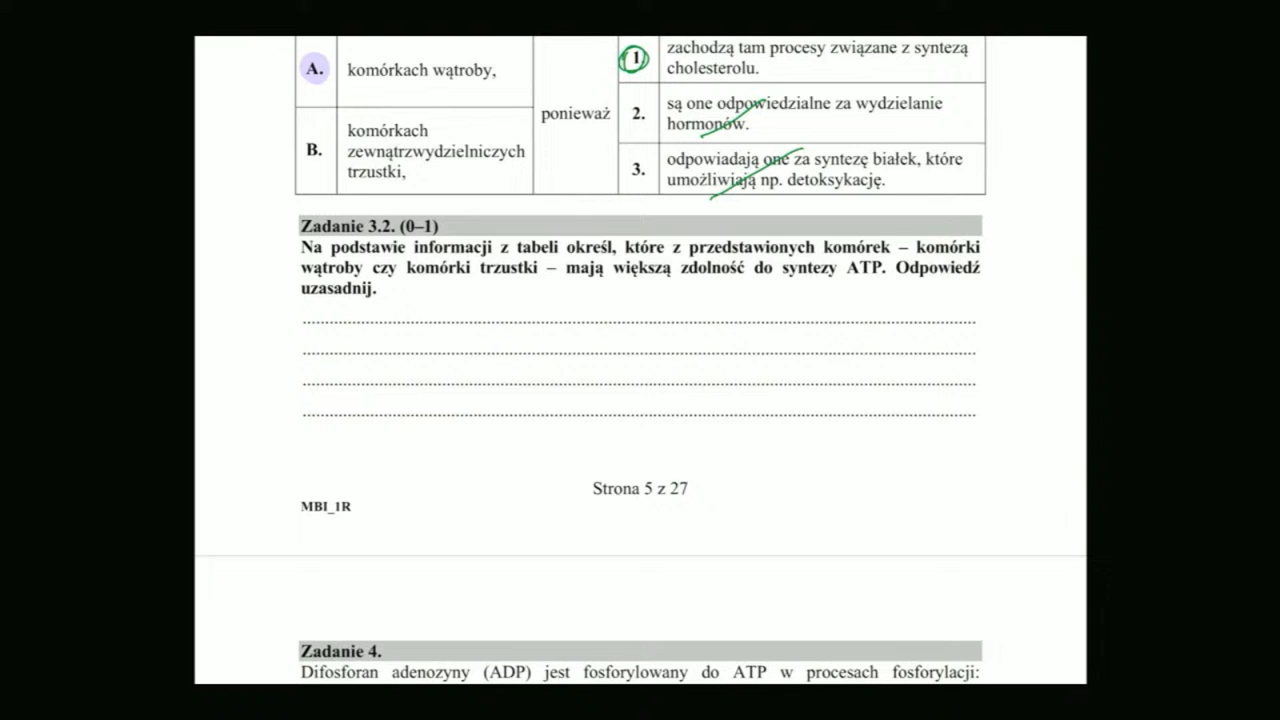 A.
komórkach wątroby,
ponieważ
1
zachodzą tam procesy związane z syntezą
cholesterolu.
2.
są one odpowiedzialne za wydzielanie
hormonów.
B.
komórkach
zewnątrzwydzielniczych
trzustki,
3.
odpowiadają one za syntezę białek, które
umożliwiają np. detoksykację.
Zadanie 3.2. (0–1)
Na podstawie informacji z tabeli określ, które z przedstawionych komórek – komórki
wątroby czy komórki trzustki – mają większą zdolność do syntezy ATP. Odpowiedź
uzasadnij.
Strona 5 z 27
MBI_1R
Zadanie 4.
Difosforan adenozyny (ADP) jest fosforylowany do ATP w procesach fosforylacji: